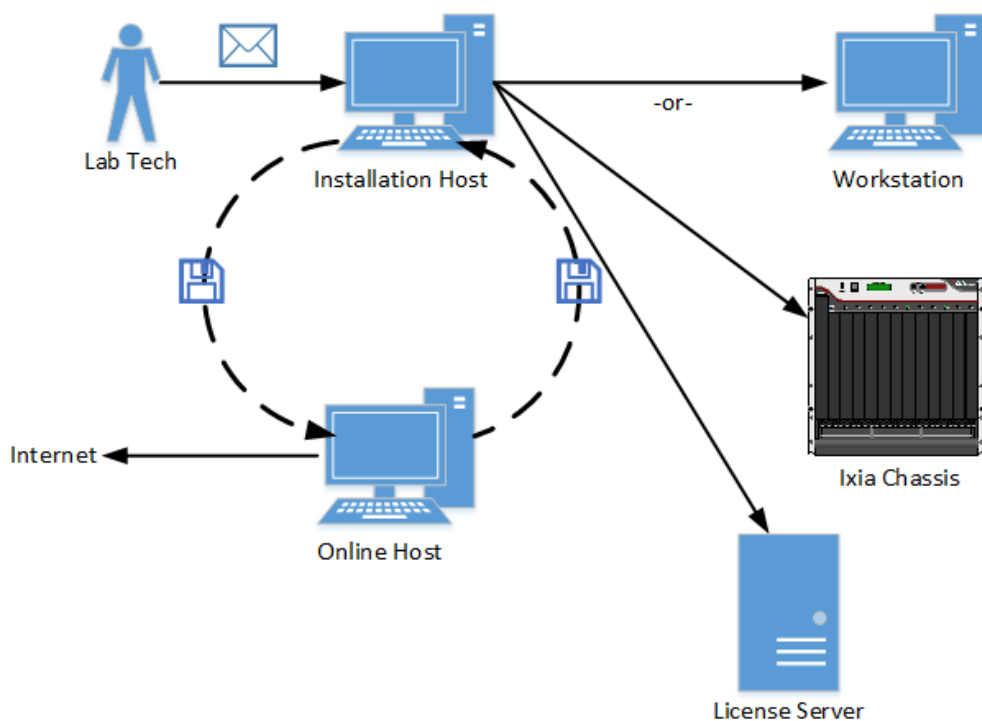 Lab Tech
Installation Host
-or-
Workstation
Internet
Online Host
Ixia Chassis
License Server